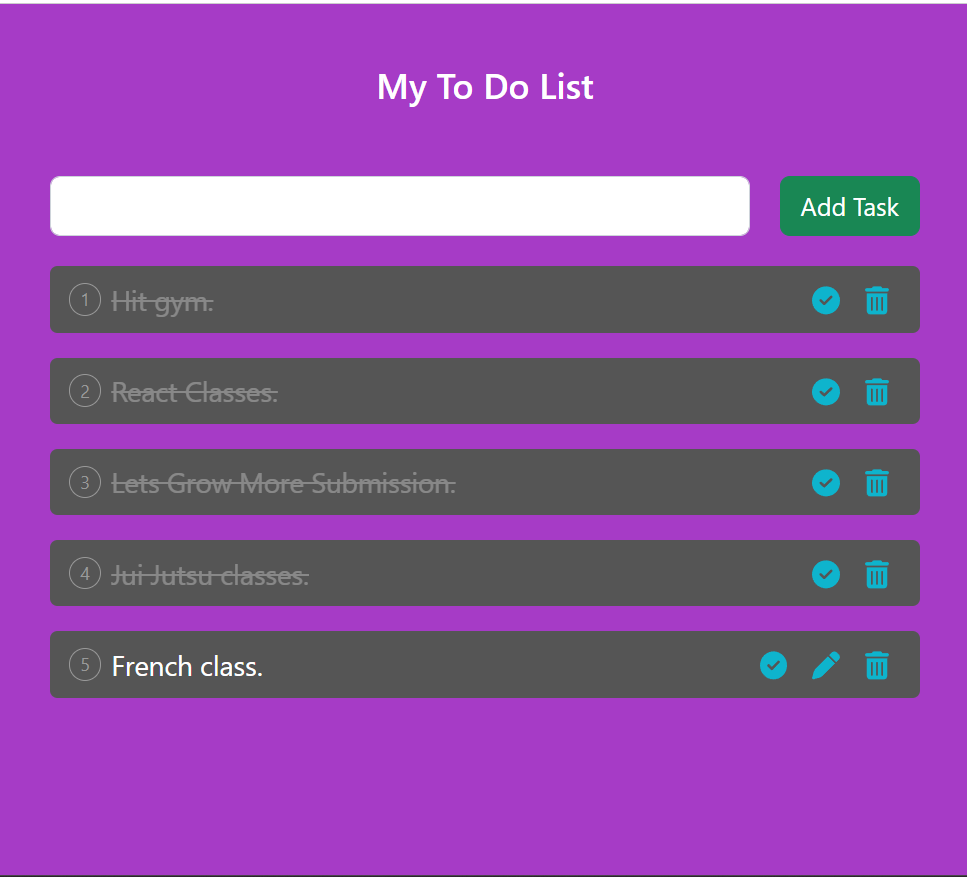 My To Do List
Add Task
1 Hit gym.
2 React Classes.
3 Lets Grow More Submission.
4 Jui Jutsu classes.
5 French class.